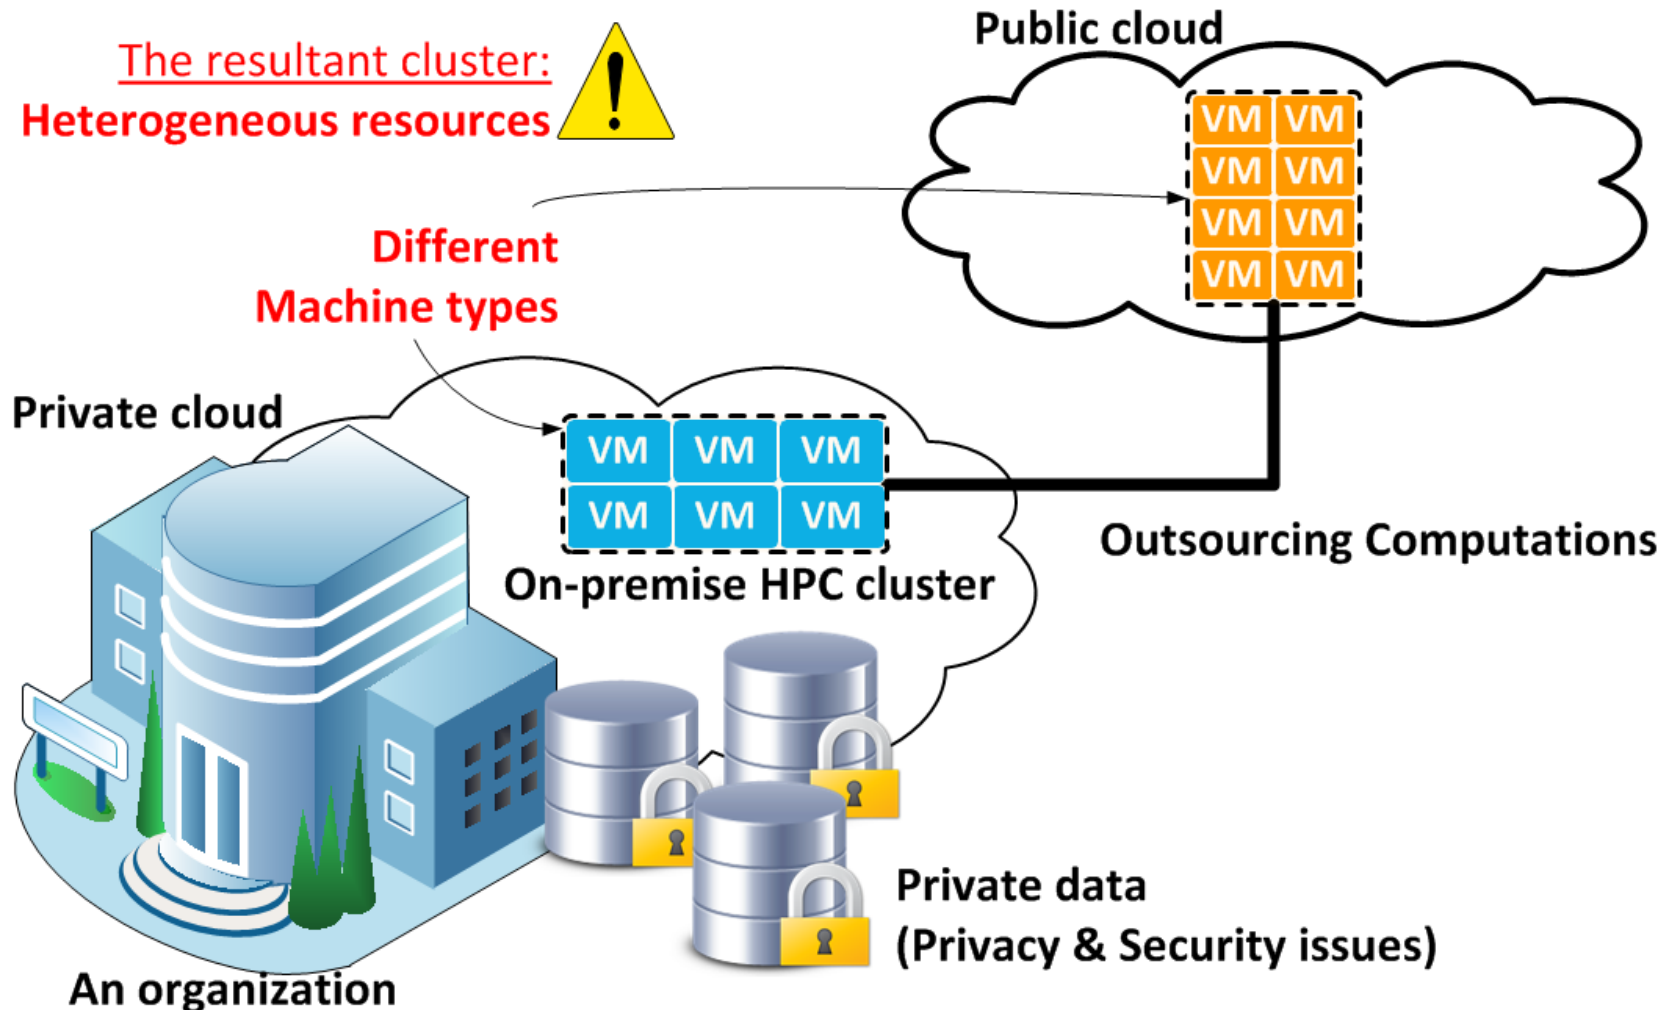 Public cloud
The resultant cluster:
Heterogeneous resources
VM VM
VM VM
VM VM
VM VM
Different
Machine types
Private cloud
VM VM VM
VM VM VM
On-premise HPC cluster
Outsourcing Computations
Private data
(Privacy & Security issues)
An organization